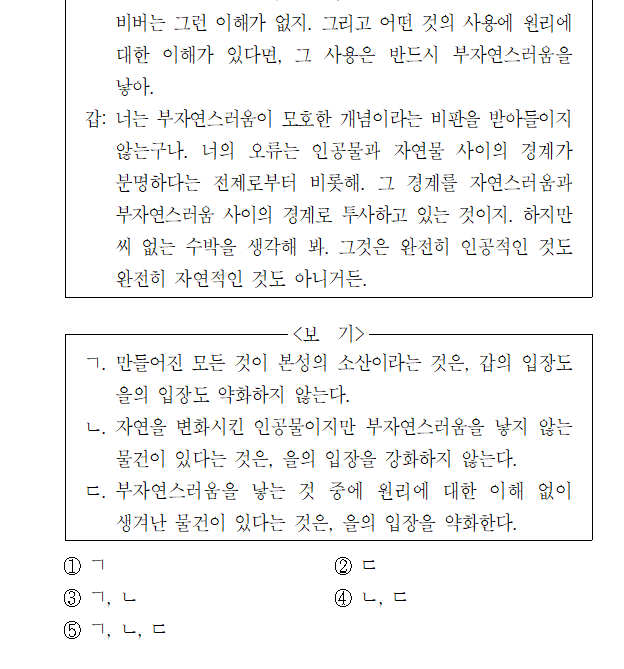 비버는 그런 이해가 없지. 그리고 어떤 것의 사용에 원리에
대한 이해가 있다면, 그 사용은 반드시 부자연스러움을
낳아.
갑: 너는 부자연스러움이 모호한 개념이라는 비판을 받아들이지
않는구나. 너의 오류는 인공물과 자연물 사이의 경계가
분명하다는 전제로부터 비롯해. 그 경계를 자연스러움과
부자연스러움 사이의 경계로 투사하고 있는 것이지. 하지만
씨 없는 수박을 생각해 봐. 그것은 완전히 인공적인 것도
완전히 자연적인 것도 아니거든.
<보 기>
ㄱ. 만들어진 모든 것이 본성의 소산이라는 것은, 갑의 입장도
을의 입장도 약화하지 않는다.
ㄴ. 자연을 변화시킨 인공물이지만 부자연스러움을 낳지 않는
물건이 있다는 것은, 을의 입장을 강화하지 않는다.
ㄷ. 부자연스러움을 낳는 것 중에 원리에 대한 이해 없이
생겨난 물건이 있다는 것은, 을의 입장을 약화한다.
① ㄱ ② ㄷ
③ ㄱ, ㄴ ④ ㄴ, ㄷ
⑤ ㄱ, ㄴ, ㄷ